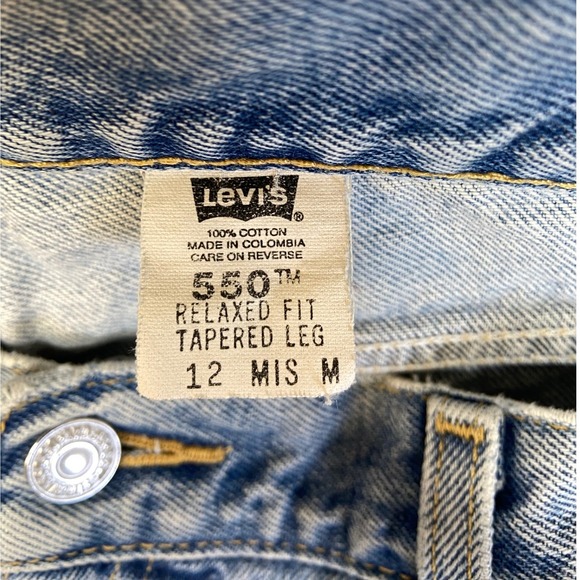 Levi's ®
100% COTTON
MADE IN COLOMBIA
CARE ON REVERSE
550™
RELAXED FIT
TAPERED LEG
12 MIS M